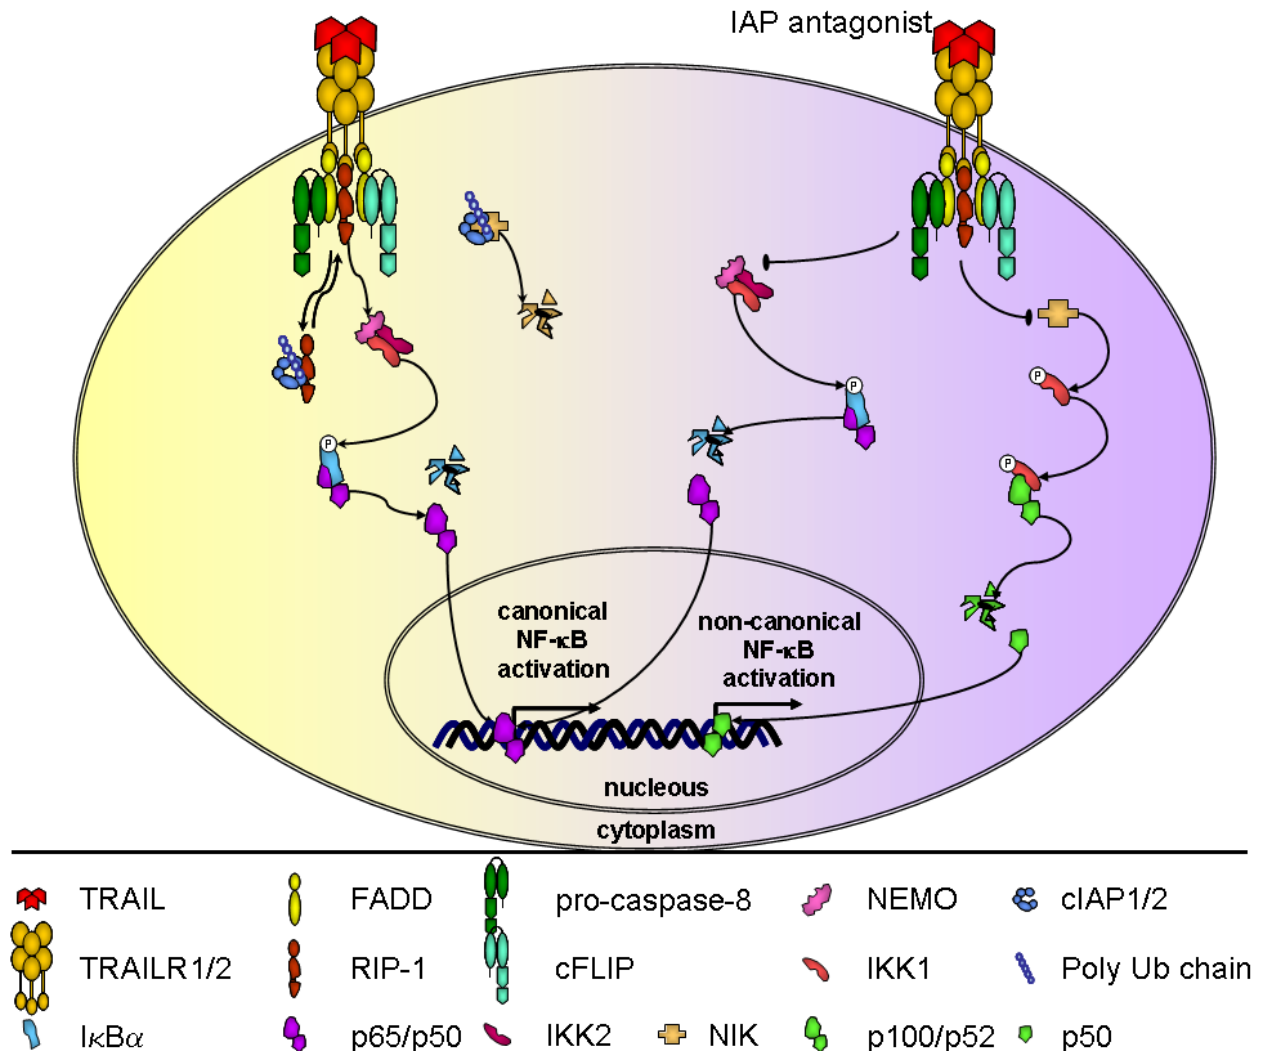 IAP antagonist
P
P
P
P
canonical
NF-κB
activation
non-canonical
NF-κB
activation
nucleous
cytoplasm
TRAIL
FADD
pro-caspase-8
NEMO
cIAP1/2
TRAILR1/2
RIP-1
cFLIP
IKK1
Poly Ub chain
IκBα
p65/p50
IKK2
NIK
p100/p52
p50